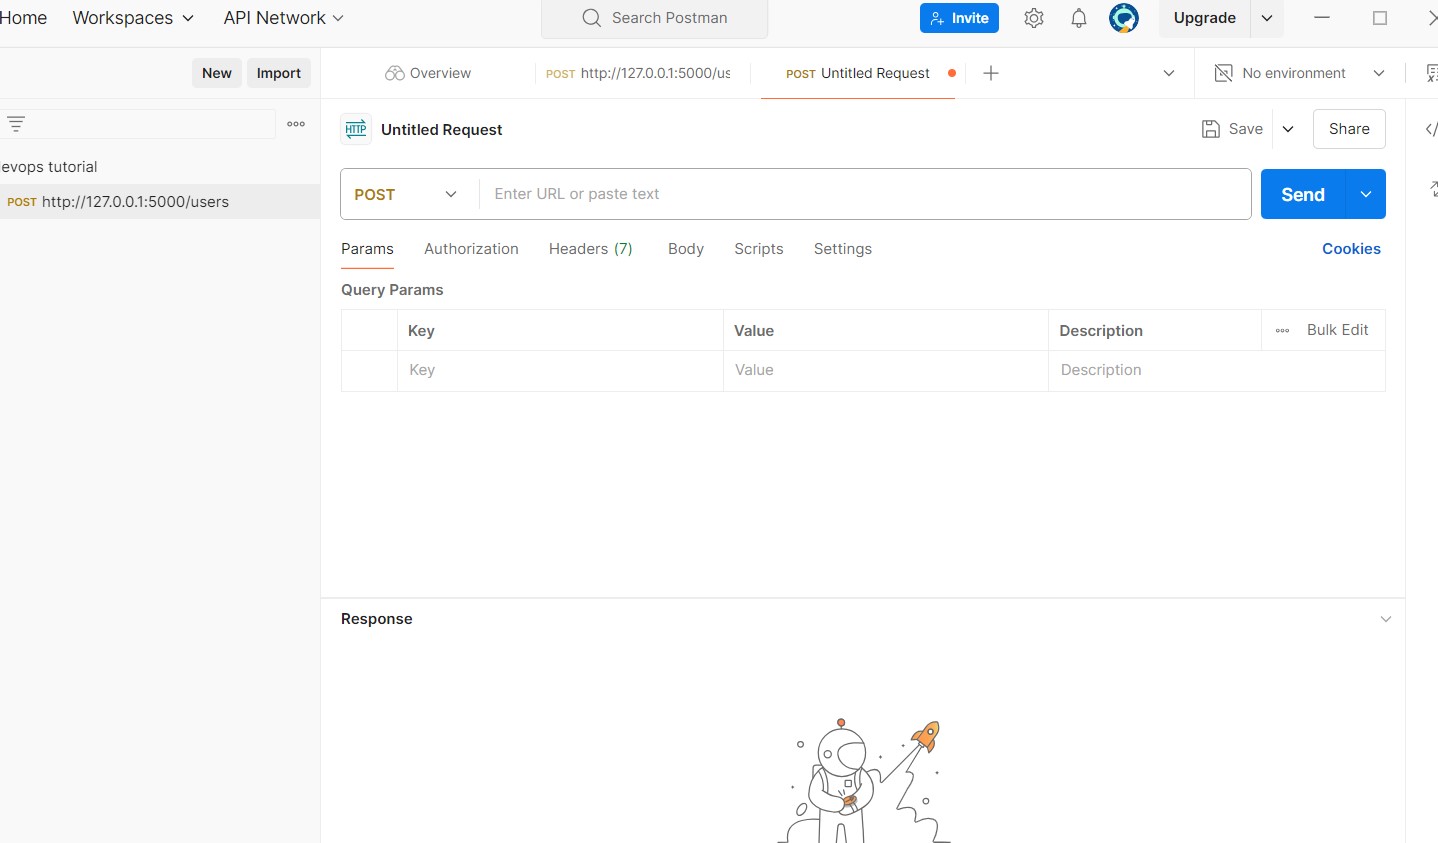 Home Workspaces API Network Search Postman Invite Upgrade
New Import Overview POST http://127.0.0.1:5000/us POST Untitled Request No environment
HTTP Untitled Request Save Share
evops tutorial
POST http://127.0.0.1:5000/users
POST Enter URL or paste text Send
Params Authorization Headers (7) Body Scripts Settings Cookies
Query Params
Key Value Description Bulk Edit
Key Value Description
Response